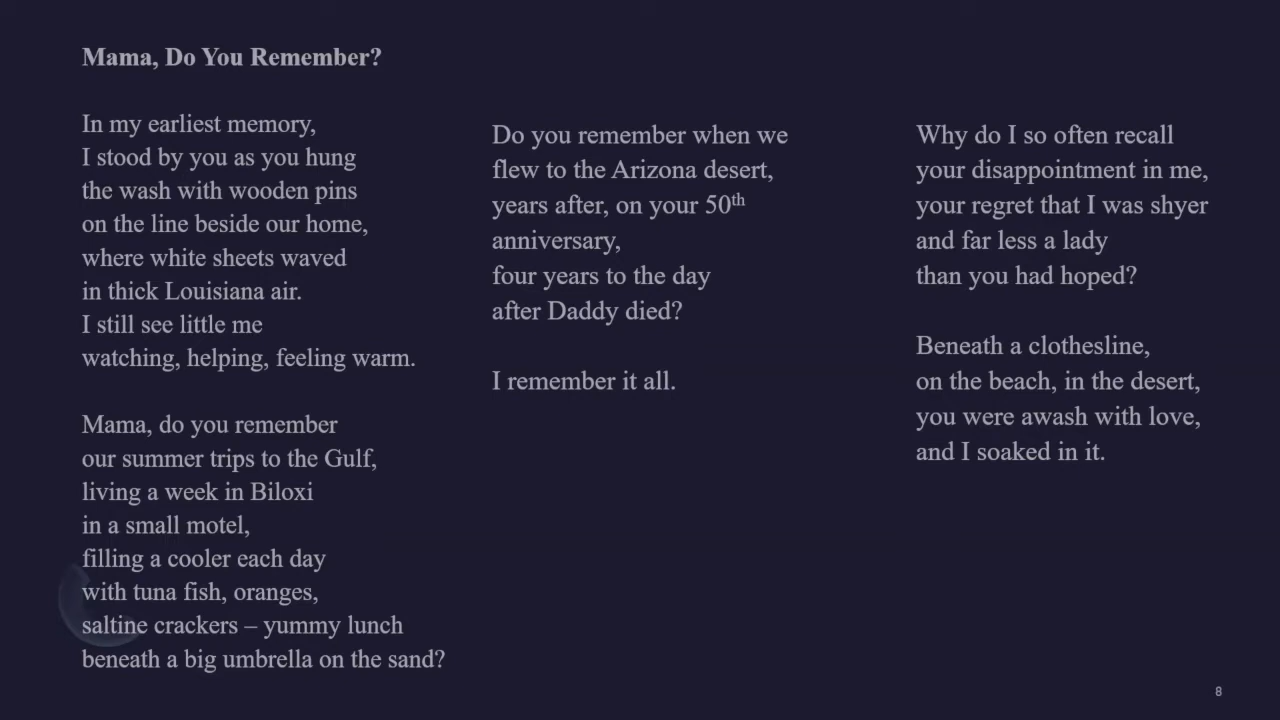 Mama, Do You Remember?
In my earliest memory,
I stood by you as you hung
the wash with wooden pins
on the line beside our home,
where white sheets waved
in thick Louisiana air.
I still see little me
watching, helping, feeling warm.
Mama, do you remember
our summer trips to the Gulf,
living a week in Biloxi
in a small motel,
filling a cooler each day
with tuna fish, oranges,
saltine crackers – yummy lunch
beneath a big umbrella on the sand?
Do you remember when we
flew to the Arizona desert,
years after, on your 50th
anniversary,
four years to the day
after Daddy died?
I remember it all.
Why do I so often recall
your disappointment in me,
your regret that I was shyer
and far less a lady
than you had hoped?
Beneath a clothesline,
on the beach, in the desert,
you were awash with love,
and I soaked in it.
8